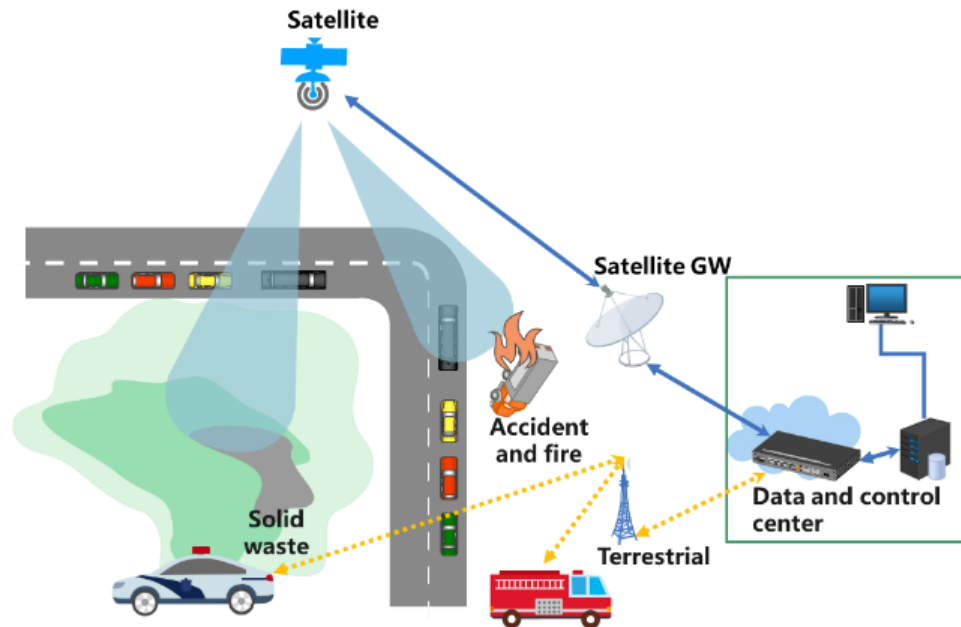 Satellite
Satellite GW
Accident
and fire
Data and control
center
Solid
waste
Terrestrial